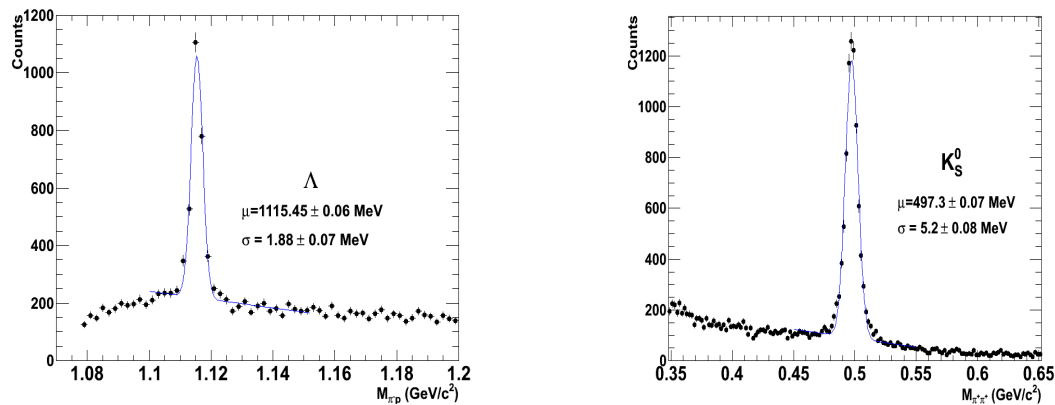 Counts
1200
1000
800
600
400
200
0
Λ
μ=1115.45 ± 0.06 MeV
σ = 1.88 ± 0.07 MeV
1.08 1.1 1.12 1.14 1.16 1.18 1.2
M_{π⁻p} (GeV/c²)
Counts
1200
1000
800
600
400
200
0
K⁰_S
μ=497.3 ± 0.07 MeV
σ = 5.2 ± 0.08 MeV
0.35 0.4 0.45 0.5 0.55 0.6 0.65
M_{π⁺π⁺} (GeV/c²)